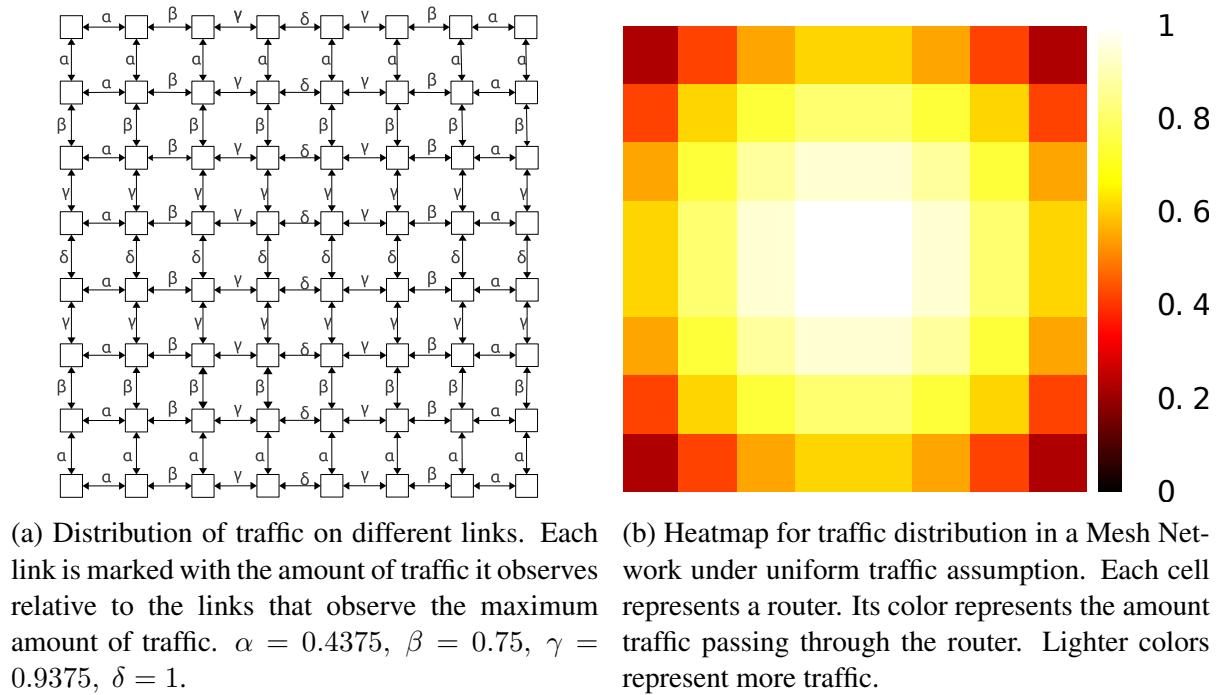 α β γ δ γ β α
α α α α α α α α
α β γ δ γ β α
β β β β β β β β
α β γ δ γ β α
γ γ γ γ γ γ γ γ
α β γ δ γ β α
δ δ δ δ δ δ δ δ
α β γ δ γ β α
γ γ γ γ γ γ γ γ
α β γ δ γ β α
β β β β β β β β
α β γ δ γ β α
α α α α α α α α
α β γ δ γ β α
1
0. 8
0. 6
0. 4
0. 2
0
(a) Distribution of traffic on different links. Each
link is marked with the amount of traffic it observes
relative to the links that observe the maximum
amount of traffic. α = 0.4375, β = 0.75, γ =
0.9375, δ = 1.
(b) Heatmap for traffic distribution in a Mesh Net-
work under uniform traffic assumption. Each cell
represents a router. Its color represents the amount
traffic passing through the router. Lighter colors
represent more traffic.